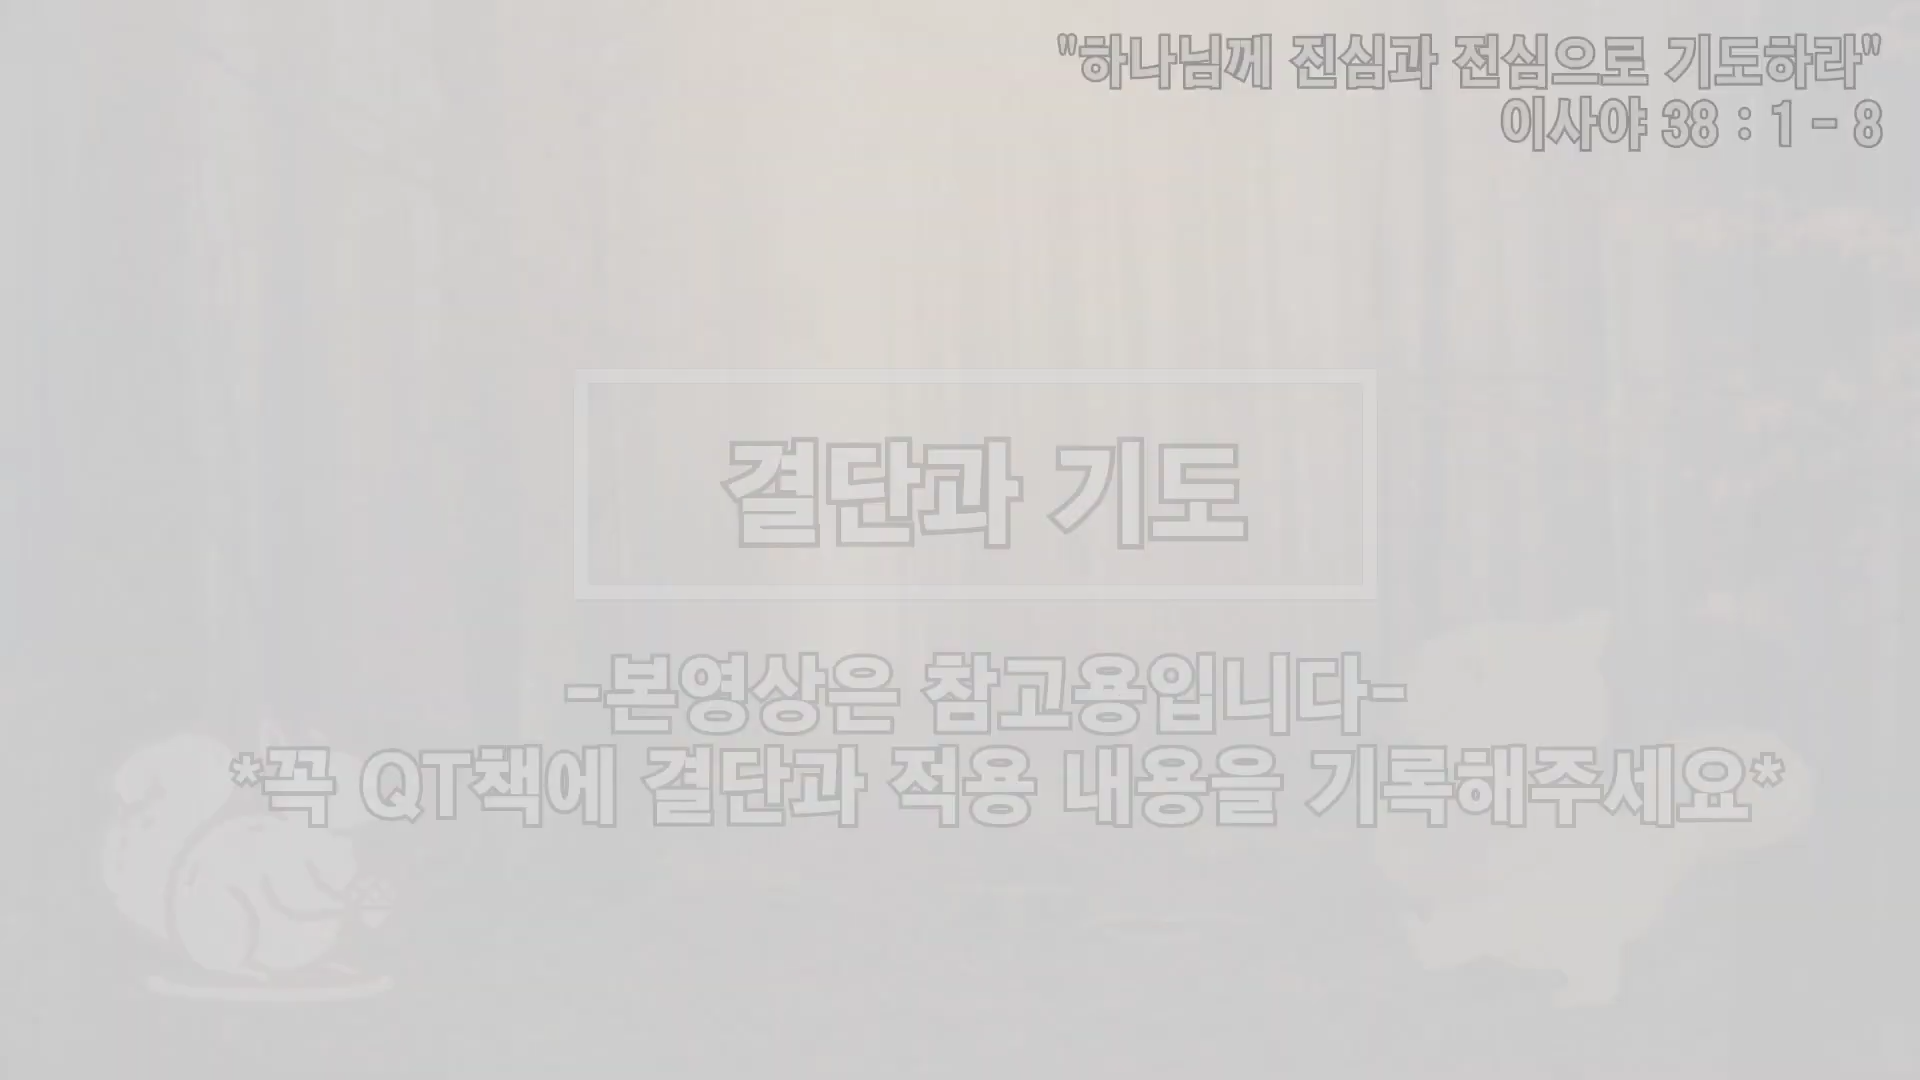 "하나님께 진심과 전심으로 기도하라"
이사야 38 : 1 - 8
결단과 기도
-본영상은 참고용입니다-
*꼭 QT책에 결단과 적용 내용을 기록해주세요*